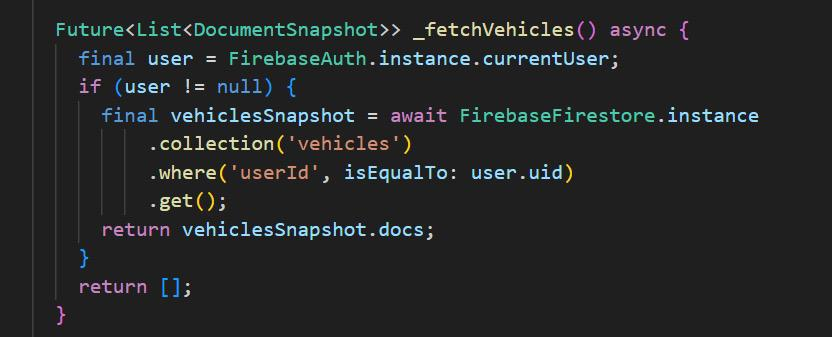 Future<List<DocumentSnapshot>> _fetchVehicles() async {
  final user = FirebaseAuth.instance.currentUser;
  if (user != null) {
    final vehiclesSnapshot = await FirebaseFirestore.instance
        .collection('vehicles')
        .where('userId', isEqualTo: user.uid)
        .get();
    return vehiclesSnapshot.docs;
  }
  return [];
}